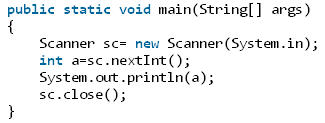 public static void main(String[] args)
{
    Scanner sc= new Scanner(System.in);
    int a=sc.nextInt();
    System.out.println(a);
    sc.close();
}